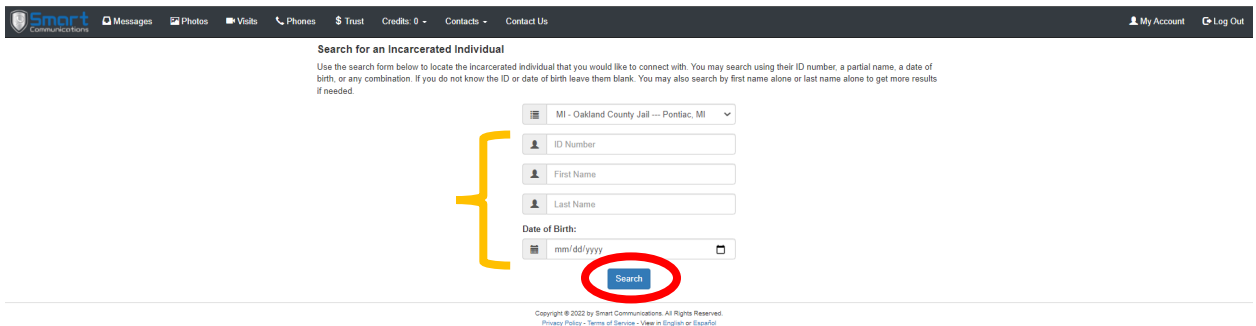 Smart Communications Messages Photos Visits Phones $ Trust Credits: 0 Contacts Contact Us My Account Log Out
Search for an Incarcerated Individual
Use the search form below to locate the incarcerated individual that you would like to connect with. You may search using their ID number, a partial name, a date of
birth, or any combination. If you do not know the ID or date of birth leave them blank. You may also search by first name alone or last name alone to get more results
if needed.
MI - Oakland County Jail --- Pontiac, MI
ID Number
First Name
Last Name
Date of Birth:
mm/dd/yyyy
Search
Copyright © 2022 by Smart Communications. All Rights Reserved.
Privacy Policy - Terms of Service - View in English or Español